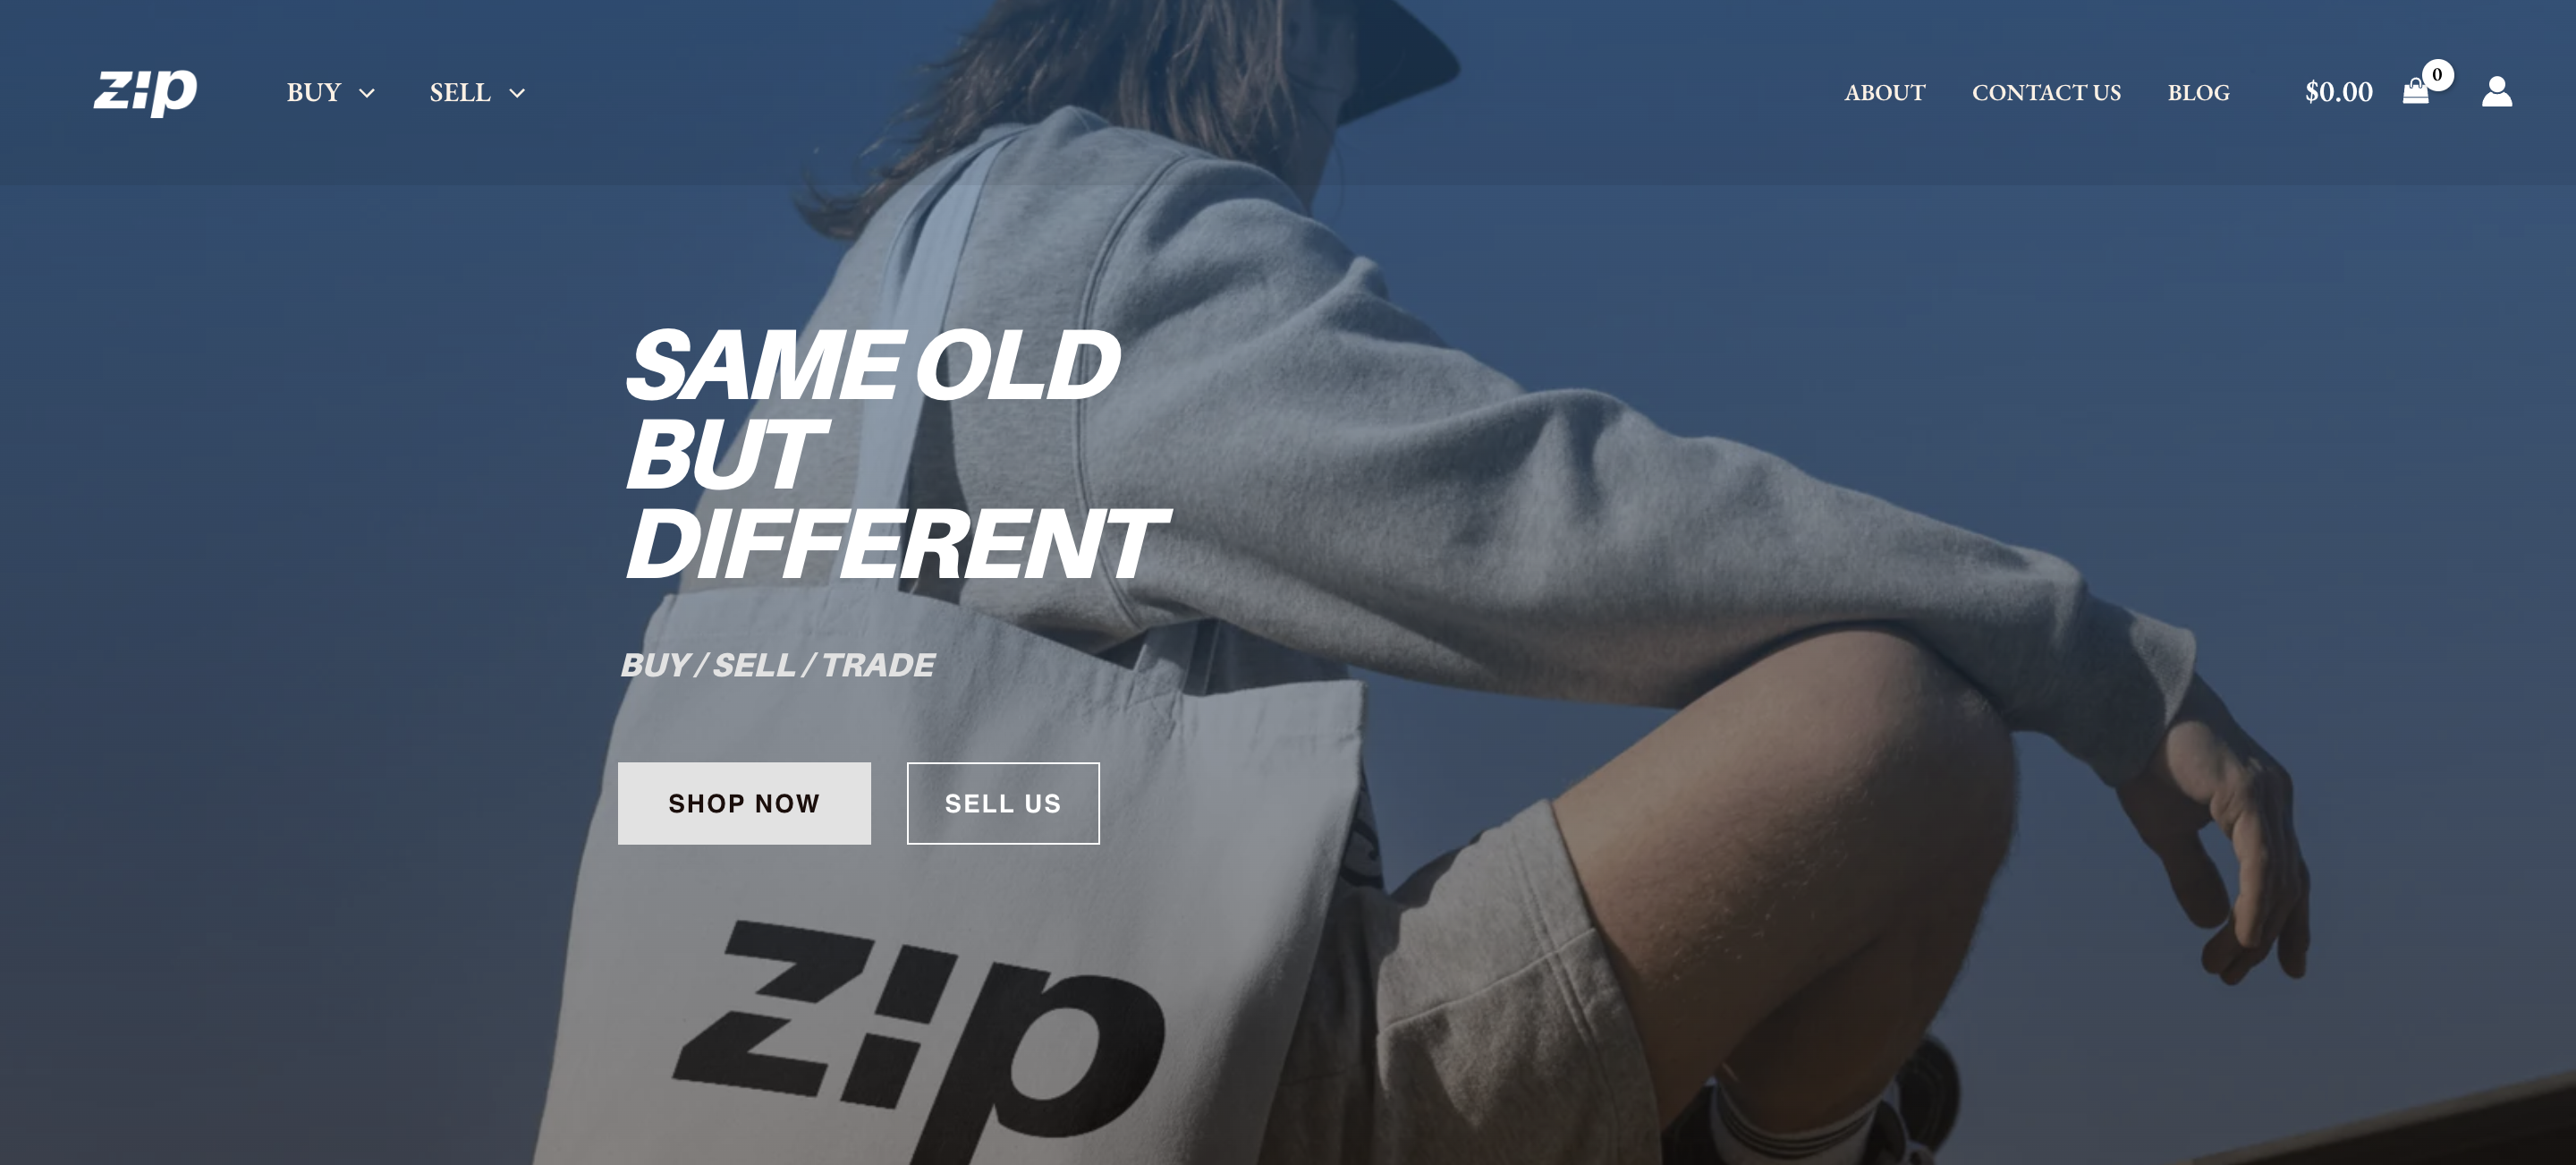 zip
BUY
SELL
ABOUT
CONTACT US
BLOG
$0.00
0
SAME OLD
BUT
DIFFERENT
BUY / SELL / TRADE
SHOP NOW
SELL US
zip